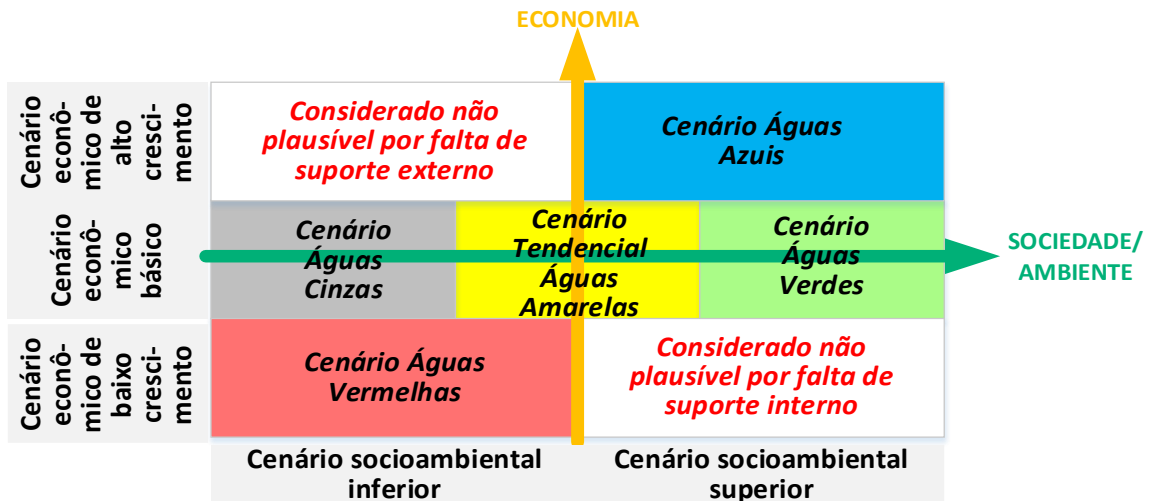 ECONOMIA
Cenário
econô-
mico de
alto
cresci-
mento
Considerado não
plausível por falta de
suporte externo
Cenário Águas
Azuis
Cenário
econô-
mico
básico
Cenário
Águas
Cinzas
Cenário
Tendencial
Águas
Amarelas
Cenário
Águas
Verdes
SOCIEDADE/
AMBIENTE
Cenário
econô-
mico de
baixo
cresci-
mento
Cenário Águas
Vermelhas
Considerado não
plausível por falta de
suporte interno
Cenário socioambiental
inferior
Cenário socioambiental
superior